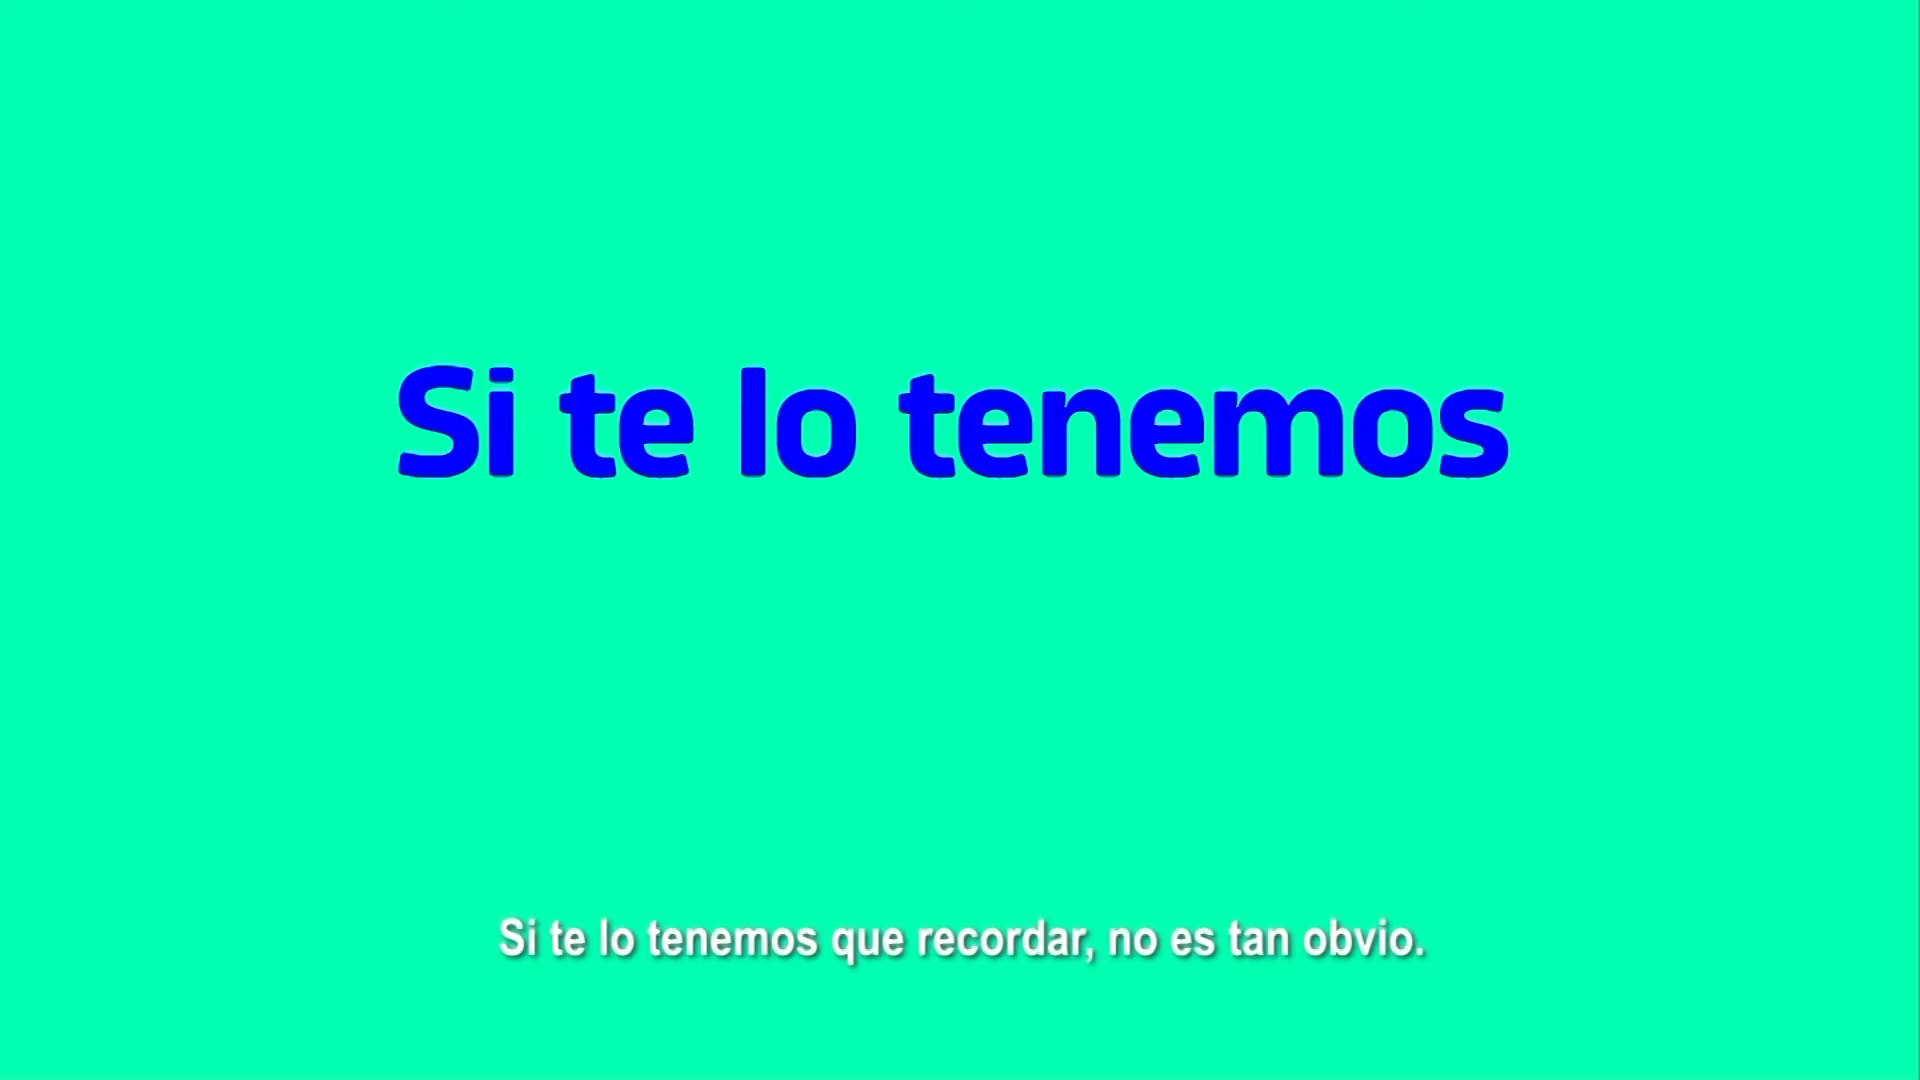 Si te lo tenemos
Si te lo tenemos que recordar, no es tan obvio.